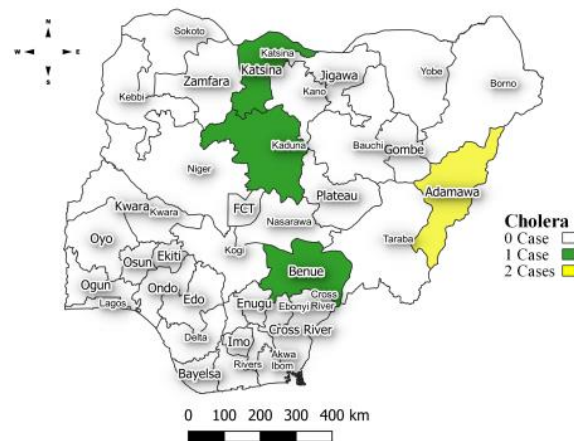 N
W
E
S
Sokoto
Katsina
Katsina
Zamfara
Jigawa
Kano
Yobe
Borno
Kebbi
Kaduna
Bauchi
Gombe
Niger
Adamawa
Plateau
FCT
Kwara
Kwara
Nasarawa
Oyo
Kogi
Taraba
Osun
Ekiti
Benue
Ogun
Ondo
Edo
Lagos
Enugu
Cross
Ebonyi River
Cross River
Delta
Imo
Akwa
Ibom
Rivers
Bayelsa
Cholera
0 Case
1 Case
2 Cases
0 100 200 300 400 km